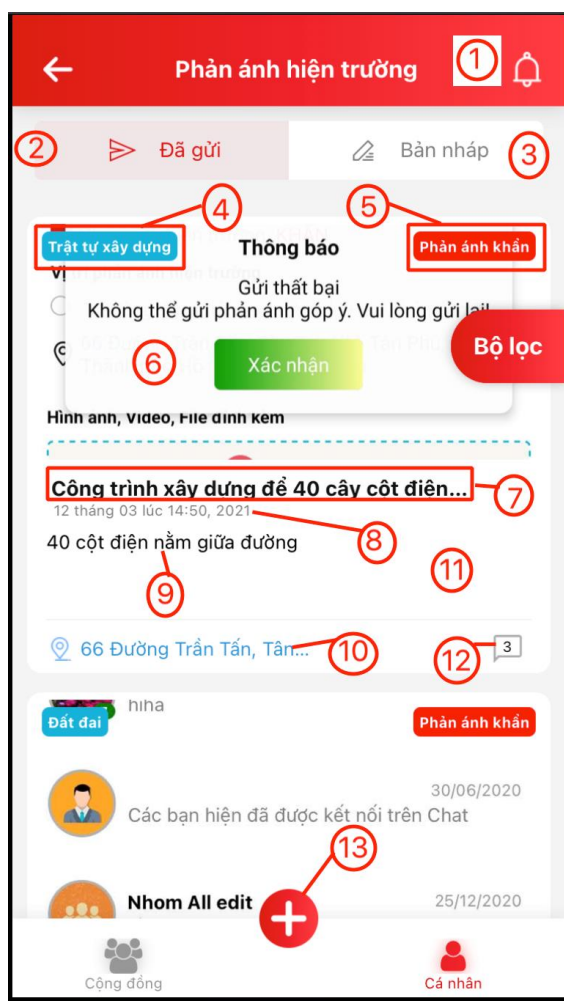 Phản ánh hiện trường
1
2
Đã gửi
Bản nháp
3
4
5
KHẨN
Trật tự xây dựng
Thông báo
Phản ánh khẩn
Gửi thất bại
Không thể gửi phản ánh góp ý. Vui lòng gửi lại!
Bộ lọc
6
Xác nhận
Hình ảnh, Video, File đính kèm
Công trình xây dưng để 40 cây côt điên...
7
12 tháng 03 lúc 14:50, 2021
8
40 cột điện nằm giữa đường
9
11
66 Đường Trần Tấn, Tân...
10
12
3
hiha
Đất đai
Phản ánh khẩn
30/06/2020
Các bạn hiện đã được kết nối trên Chat
13
Nhom All edit
25/12/2020
Cộng đồng
Cá nhân